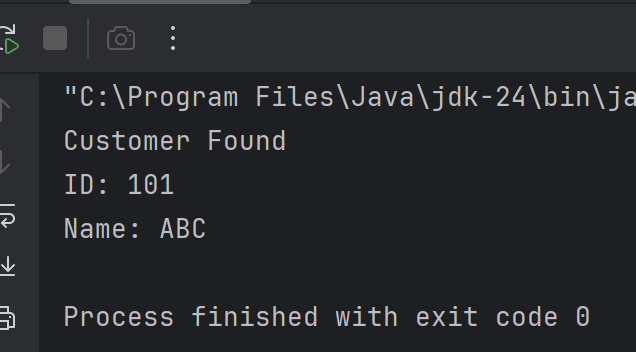 "C:\Program Files\Java\jdk-24\bin\ja
Customer Found
ID: 101
Name: ABC
Process finished with exit code 0